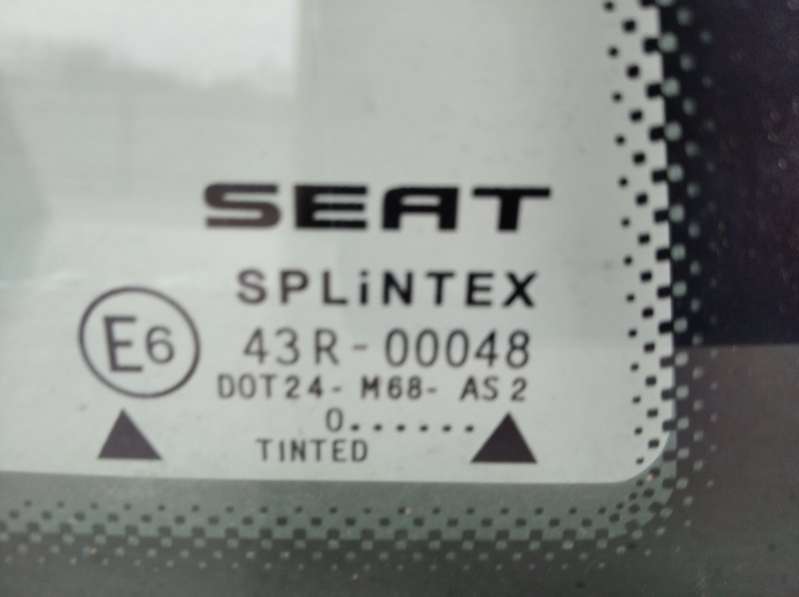 SEAT
SPLiNTEX
E6 43R-00048
DOT24-M68-AS2
0......
TINTED